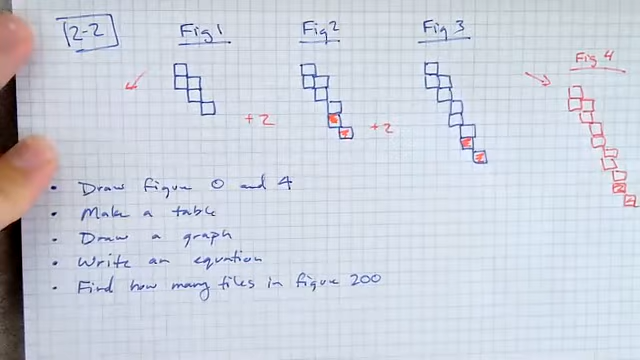 2-2
Fig 1
Fig 2
Fig 3
Fig 4
+2
+2
• Draw figure 0 and 4
• Make a table
• Draw a graph
• Write an equation
• Find how many tiles in figure 200